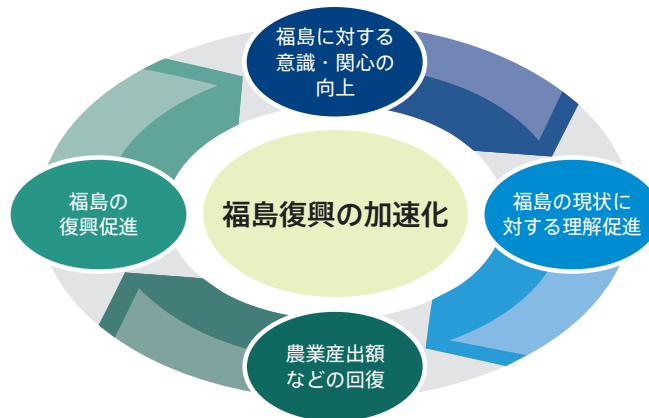 福島に対する
意識・関心の
向上
福島の
復興促進
福島復興の加速化
福島の現状に
対する理解促進
農業産出額
などの回復